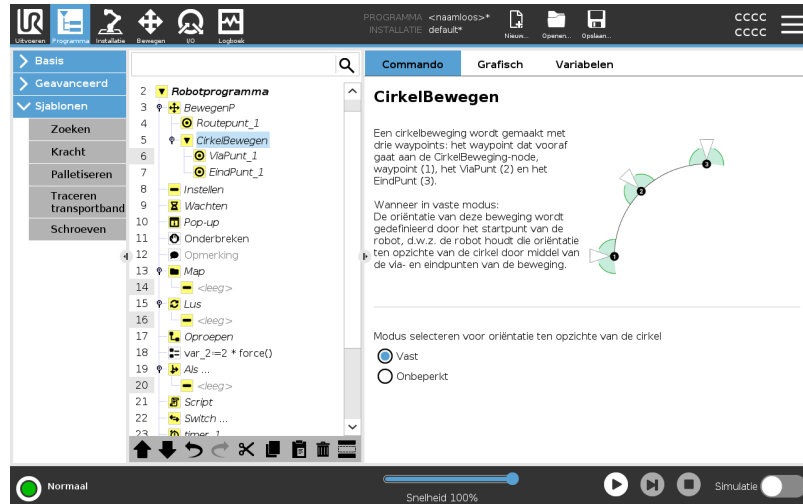 PROGRAMMA <naamloos>*
INSTALLATIE default*
Uitvoeren
Programma
Installatie
Bewegen
I/O
Logboek
Nieuw...
Openen...
Opslaan...
cccc
cccc
Basis
Geavanceerd
Sjablonen
Zoeken
Kracht
Palletiseren
Traceren
transportband
Schroeven
2 Robotprogramma
3 BewegenP
4 Routepunt_1
5 CirkelBewegen
6 ViaPunt_1
7 EindPunt_1
8 Instellen
9 Wachten
10 Pop-up
11 Onderbreken
12 Opmerking
13 Map
14 <leeg>
15 Lus
16 <leeg>
17 Oproepen
18 var_2:=2 * force()
19 Als ...
20 <leeg>
21 Script
22 Switch ...
23 timer_1
Commando
Grafisch
Variabelen
CirkelBewegen
Een cirkelbeweging wordt gemaakt met
drie waypoints: het waypoint dat vooraf
gaat aan de CirkelBeweging-node,
waypoint (1), het ViaPunt (2) en het
EindPunt (3).
Wanneer in vaste modus:
De oriëntatie van deze beweging wordt
gedefinieerd door het startpunt van de
robot, d.w.z. de robot houdt die oriëntatie
ten opzichte van de cirkel door middel van
de via- en eindpunten van de beweging.
1
2
3
Modus selecteren voor oriëntatie ten opzichte van de cirkel
Vast
Onbeperkt
Normaal
Snelheid 100%
Simulatie